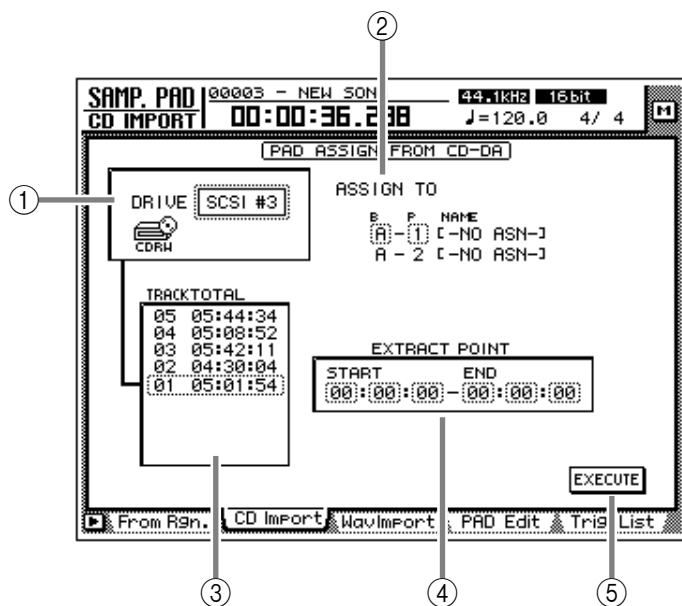 ②
SAMP. PAD 00003 - NEW SON 44.1kHz 16bit
CD IMPORT 00:00:36.298 ♩=120.0 4/ 4 M
PAD ASSIGN FROM CD-DA
① DRIVE SCSI #3 ASSIGN TO
CDRW
B P NAME
A - 1 [-NO ASN-]
A - 2 [-NO ASN-]
TRACK TOTAL
05 05:44:34
04 05:08:52
03 05:42:11
02 04:30:04
01 05:01:54
EXTRACT POINT
START END
00:00:00-00:00:00
EXECUTE
From Rgn. CD Import WavImport PAD Edit Trig List
③ ④ ⑤